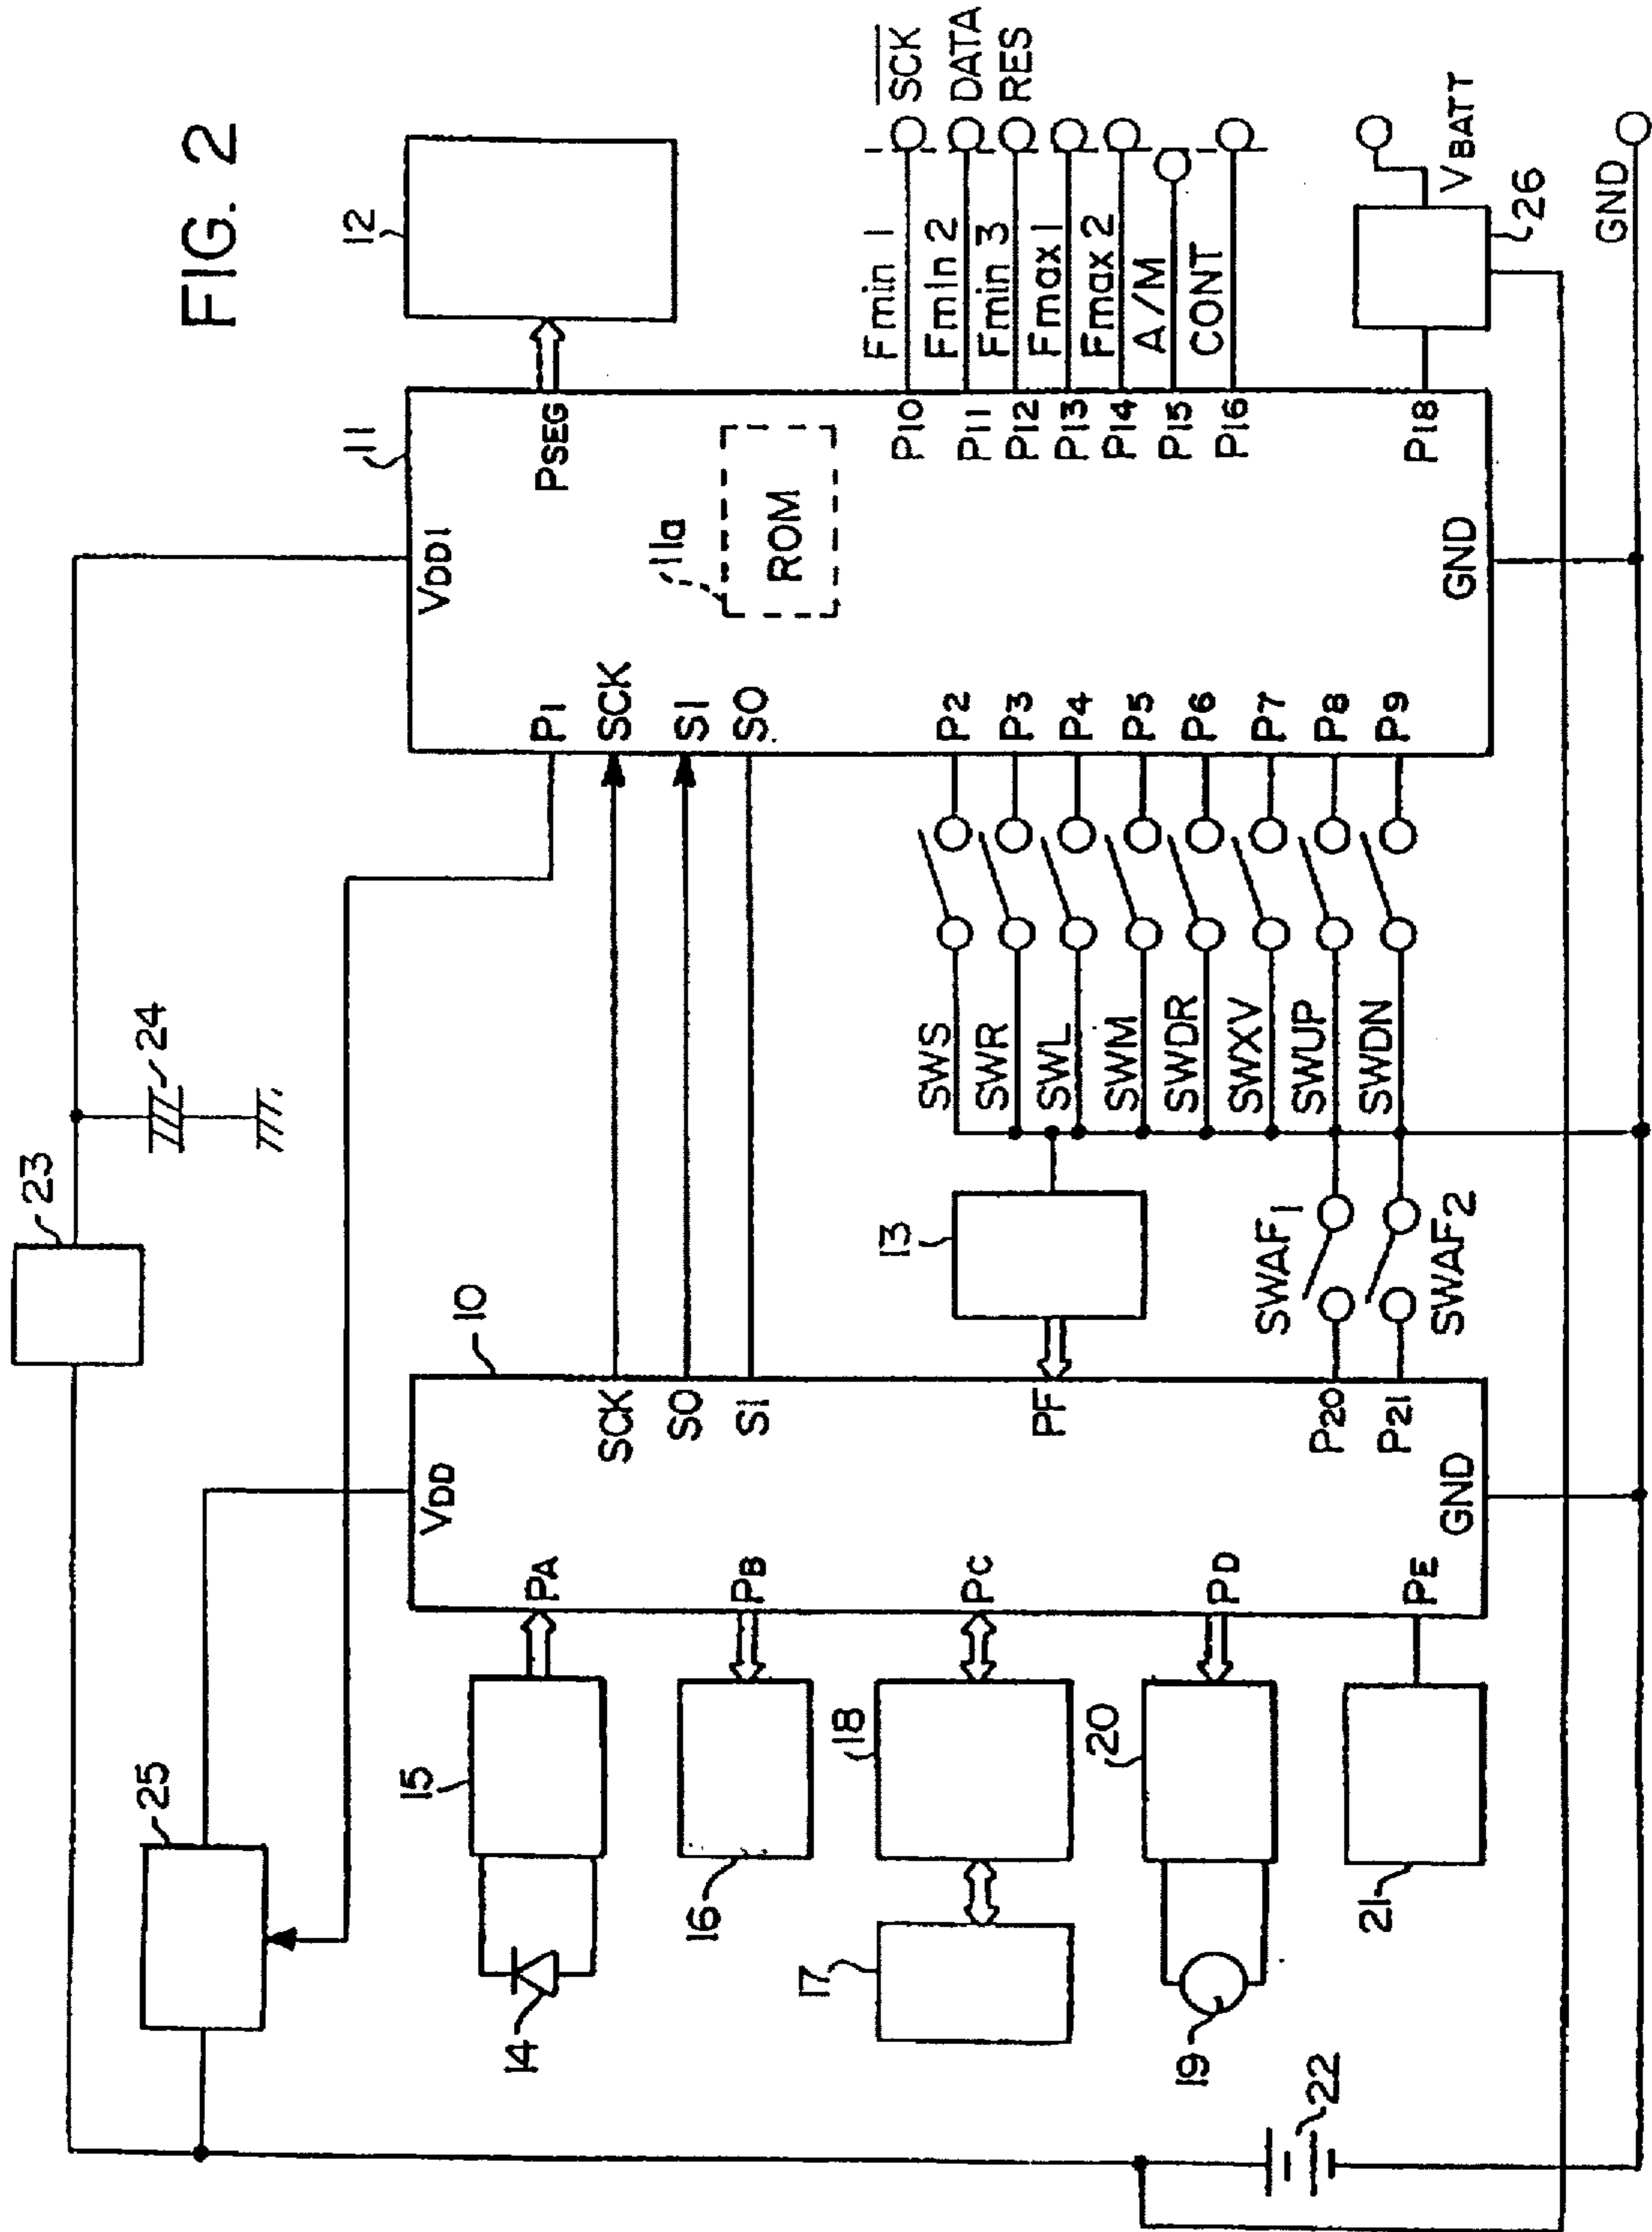 FIG. 2
23
24
25
10
11
12
VDD
VDD1
P1
SCK
SI
SO
PSEG
11a
ROM
SCK
SO
SI
PF
P20
P21
GND
PA
PB
PC
PD
PE
15
14
16
18
17
20
19
21
22
13
SWS
SWR
SWL
SWM
SWDR
SWXV
SWUP
SWDN
SWAF1
SWAF2
P2
P3
P4
P5
P6
P7
P8
P9
GND
P10
P11
P12
P13
P14
P15
P16
P18
Fmin 1
Fmin 2
Fmin 3
Fmax 1
Fmax 2
A/M
CONT
S̅C̅K̅
DATA
RES
VBATT
26
GND